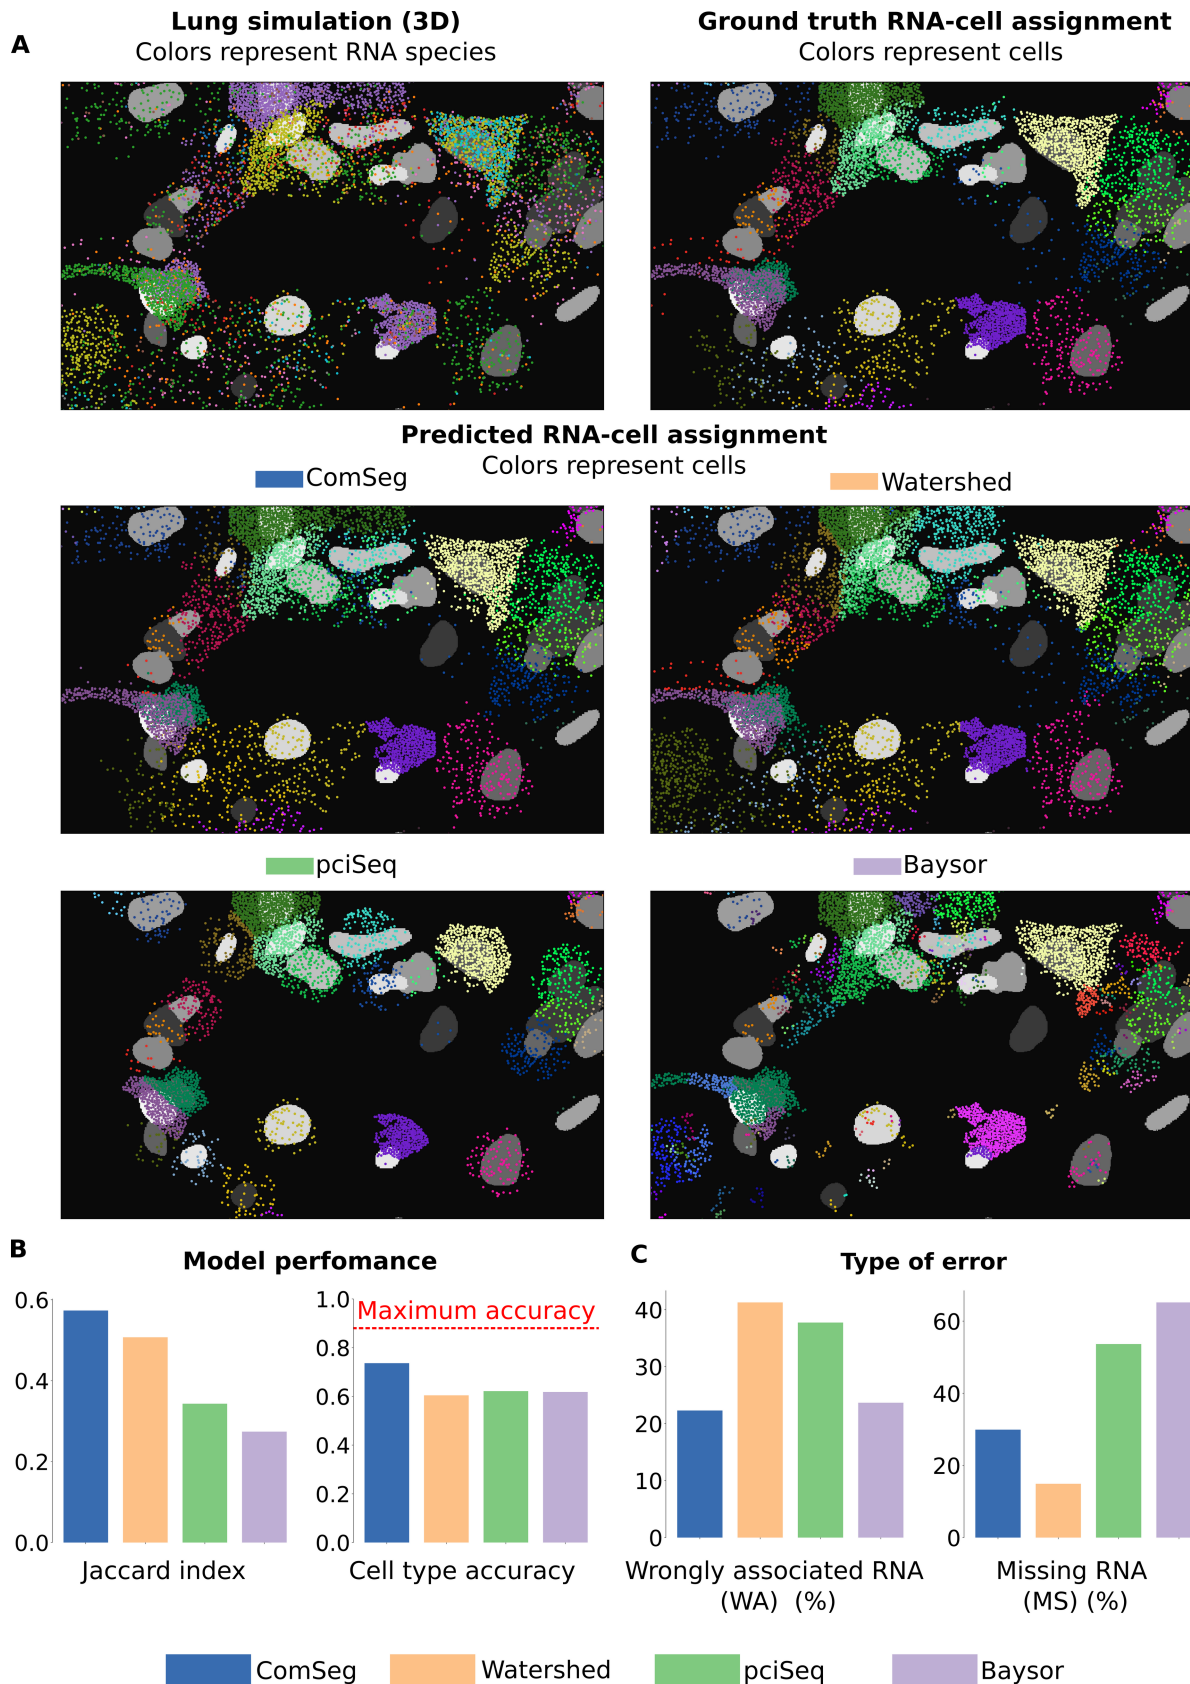 A
Lung simulation (3D)
Colors represent RNA species
Ground truth RNA-cell assignment
Colors represent cells
Predicted RNA-cell assignment
Colors represent cells
ComSeg
Watershed
pciSeq
Baysor
B
Model perfomance
0.6
0.4
0.2
0.0
Jaccard index
1.0
0.8
0.6
0.4
0.2
0.0
Maximum accuracy
Cell type accuracy
C
Type of error
40
30
20
10
0
Wrongly associated RNA
(WA) (%)
60
40
20
0
Missing RNA
(MS) (%)
ComSeg
Watershed
pciSeq
Baysor